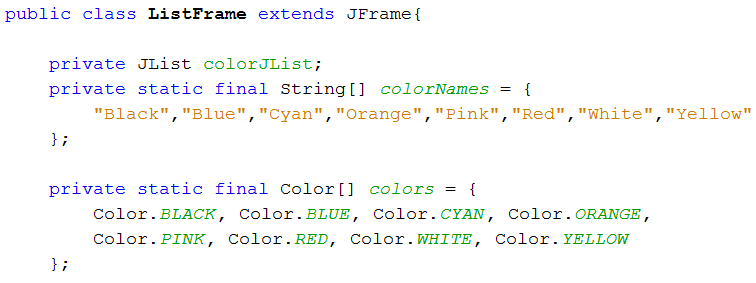 public class ListFrame extends JFrame{
private JList colorJList;
private static final String[] colorNames = {
"Black","Blue","Cyan","Orange","Pink","Red","White","Yellow"
};
private static final Color[] colors = {
Color.BLACK, Color.BLUE, Color.CYAN, Color.ORANGE,
Color.PINK, Color.RED, Color.WHITE, Color.YELLOW
};